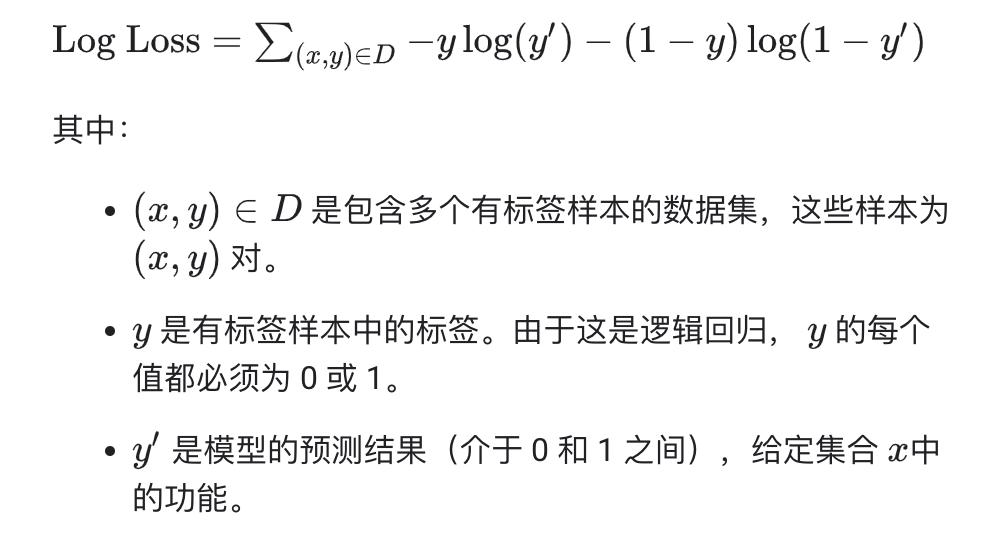 Log Loss = ∑(x,y)∈D −y log(y′) − (1 − y) log(1 − y′)
其中：
• (x, y) ∈ D 是包含多个有标签样本的数据集，这些样本为
(x, y) 对。
• y 是有标签样本中的标签。由于这是逻辑回归， y 的每个
值都必须为 0 或 1。
• y′ 是模型的预测结果（介于 0 和 1 之间），给定集合 x中
的功能。